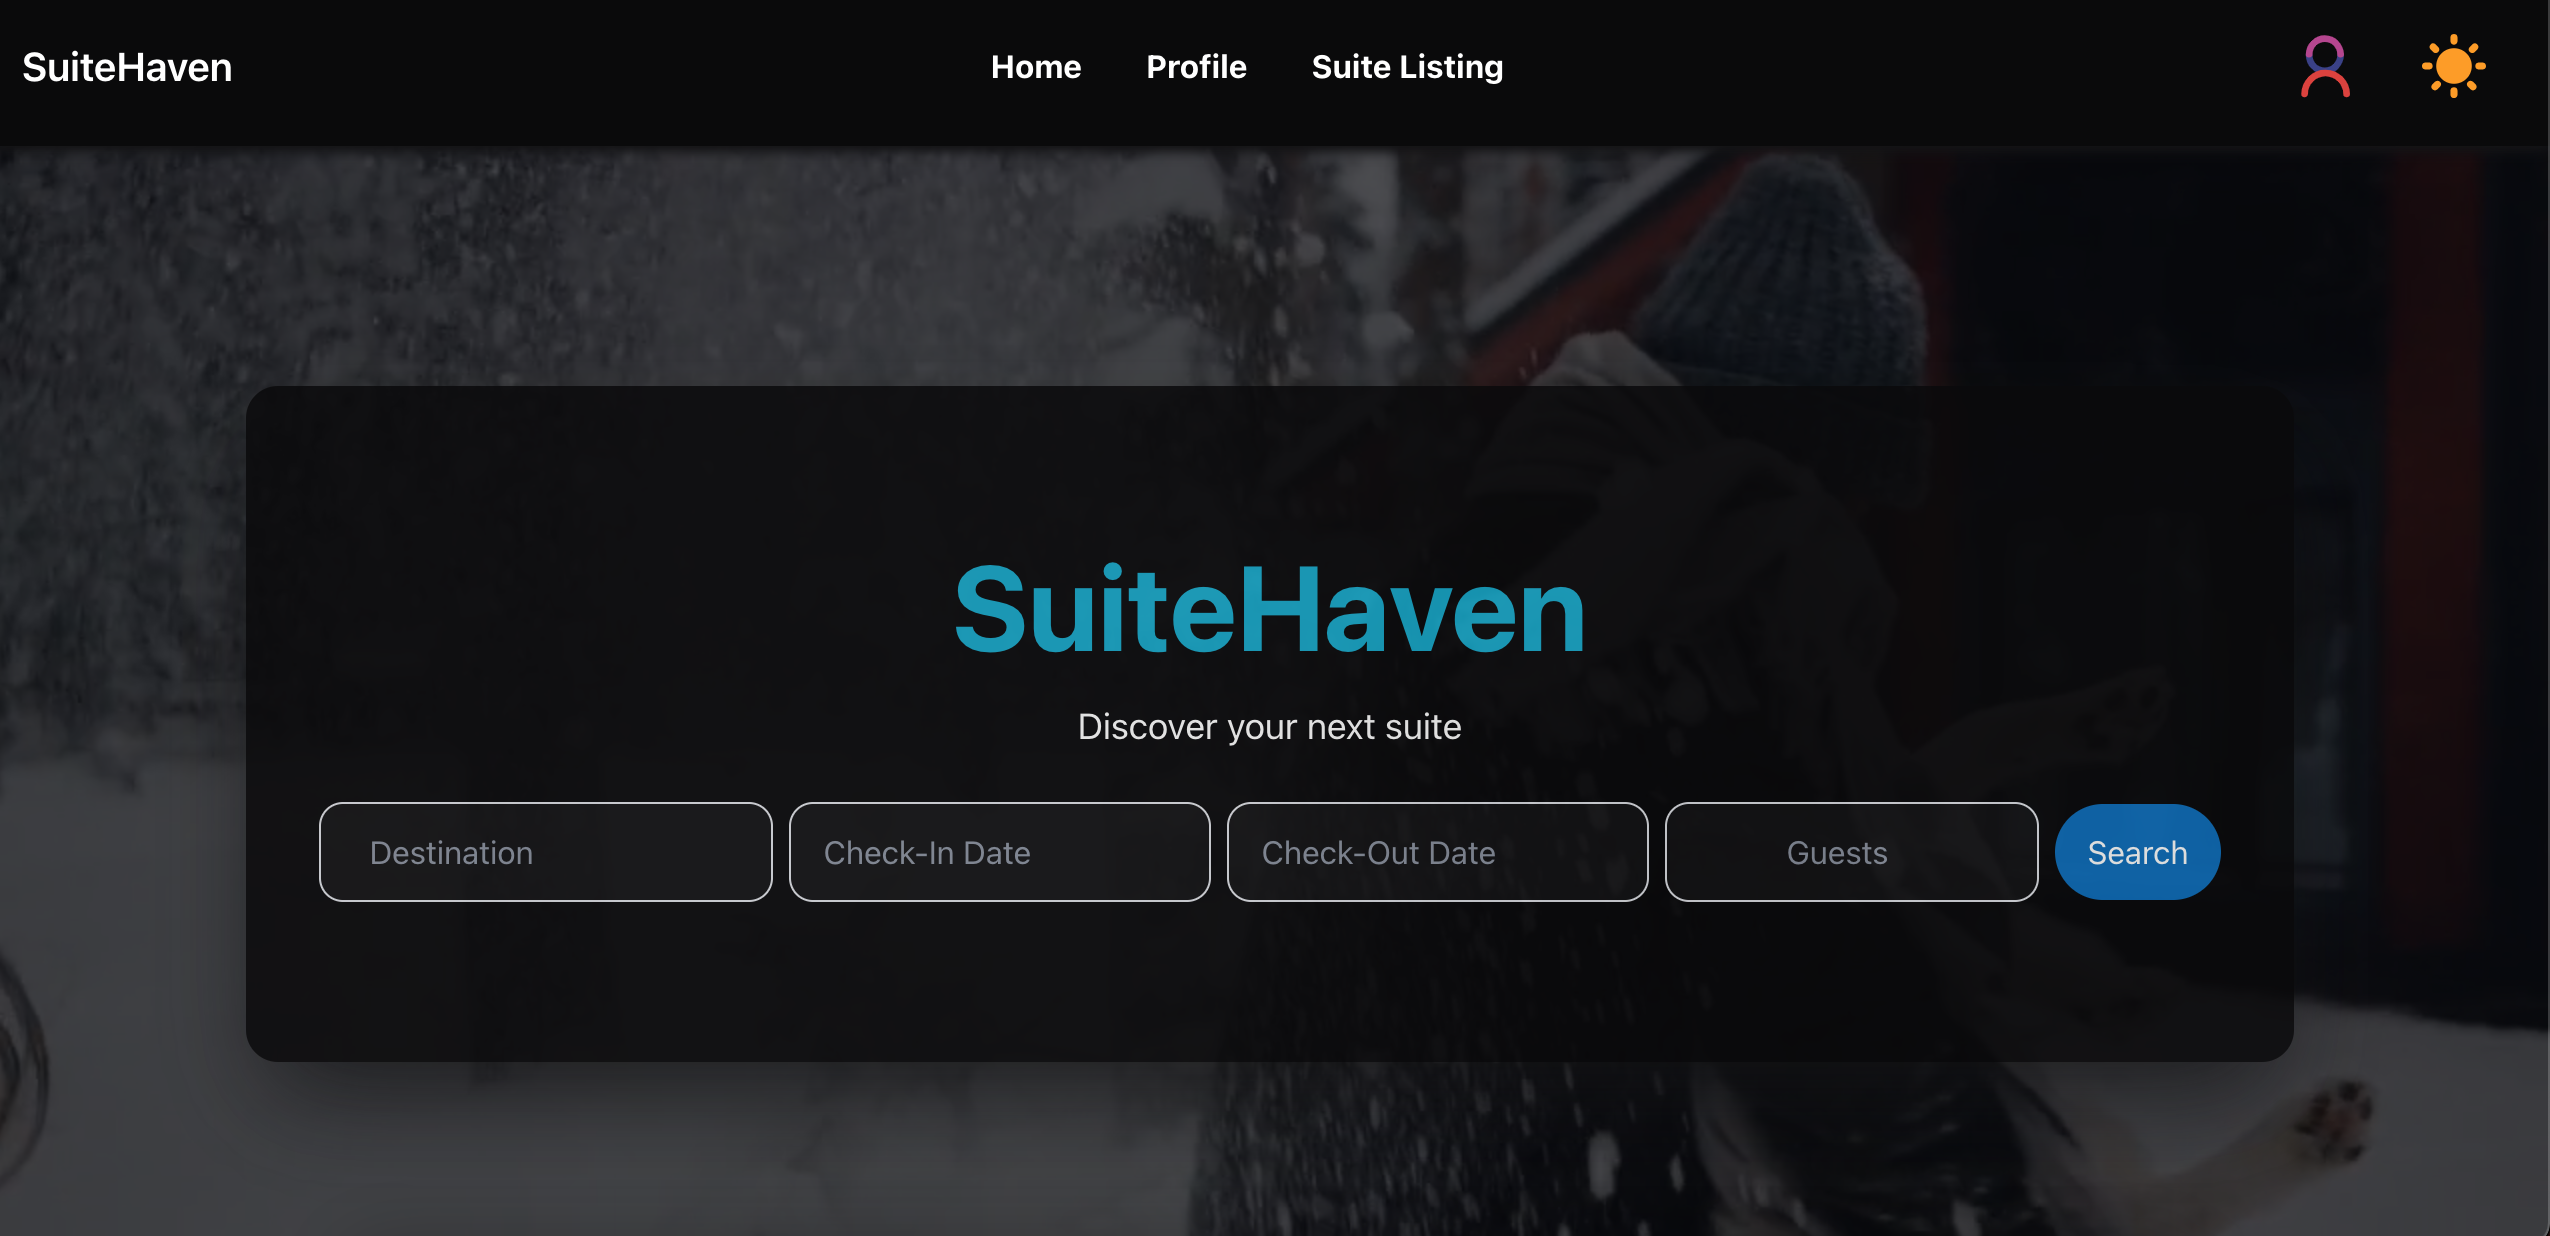 SuiteHaven
Home Profile Suite Listing
SuiteHaven
Discover your next suite
Destination Check-In Date Check-Out Date Guests Search